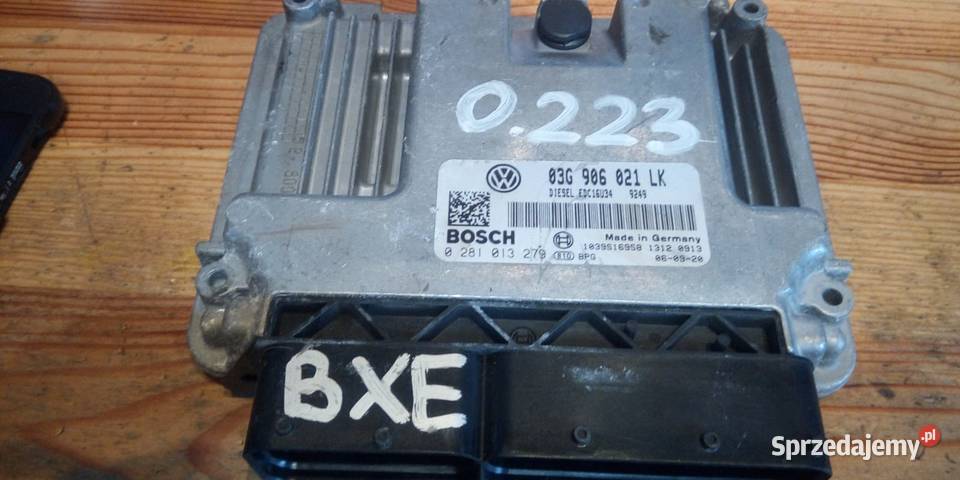 0.223
03G 906 021 LK
DIESEL EDC16U34 9249
BOSCH
Made in Germany
1039S16958 1312 0913
0 281 013 279
BPG
06-09-20
BXE
Sprzedajemy.pl